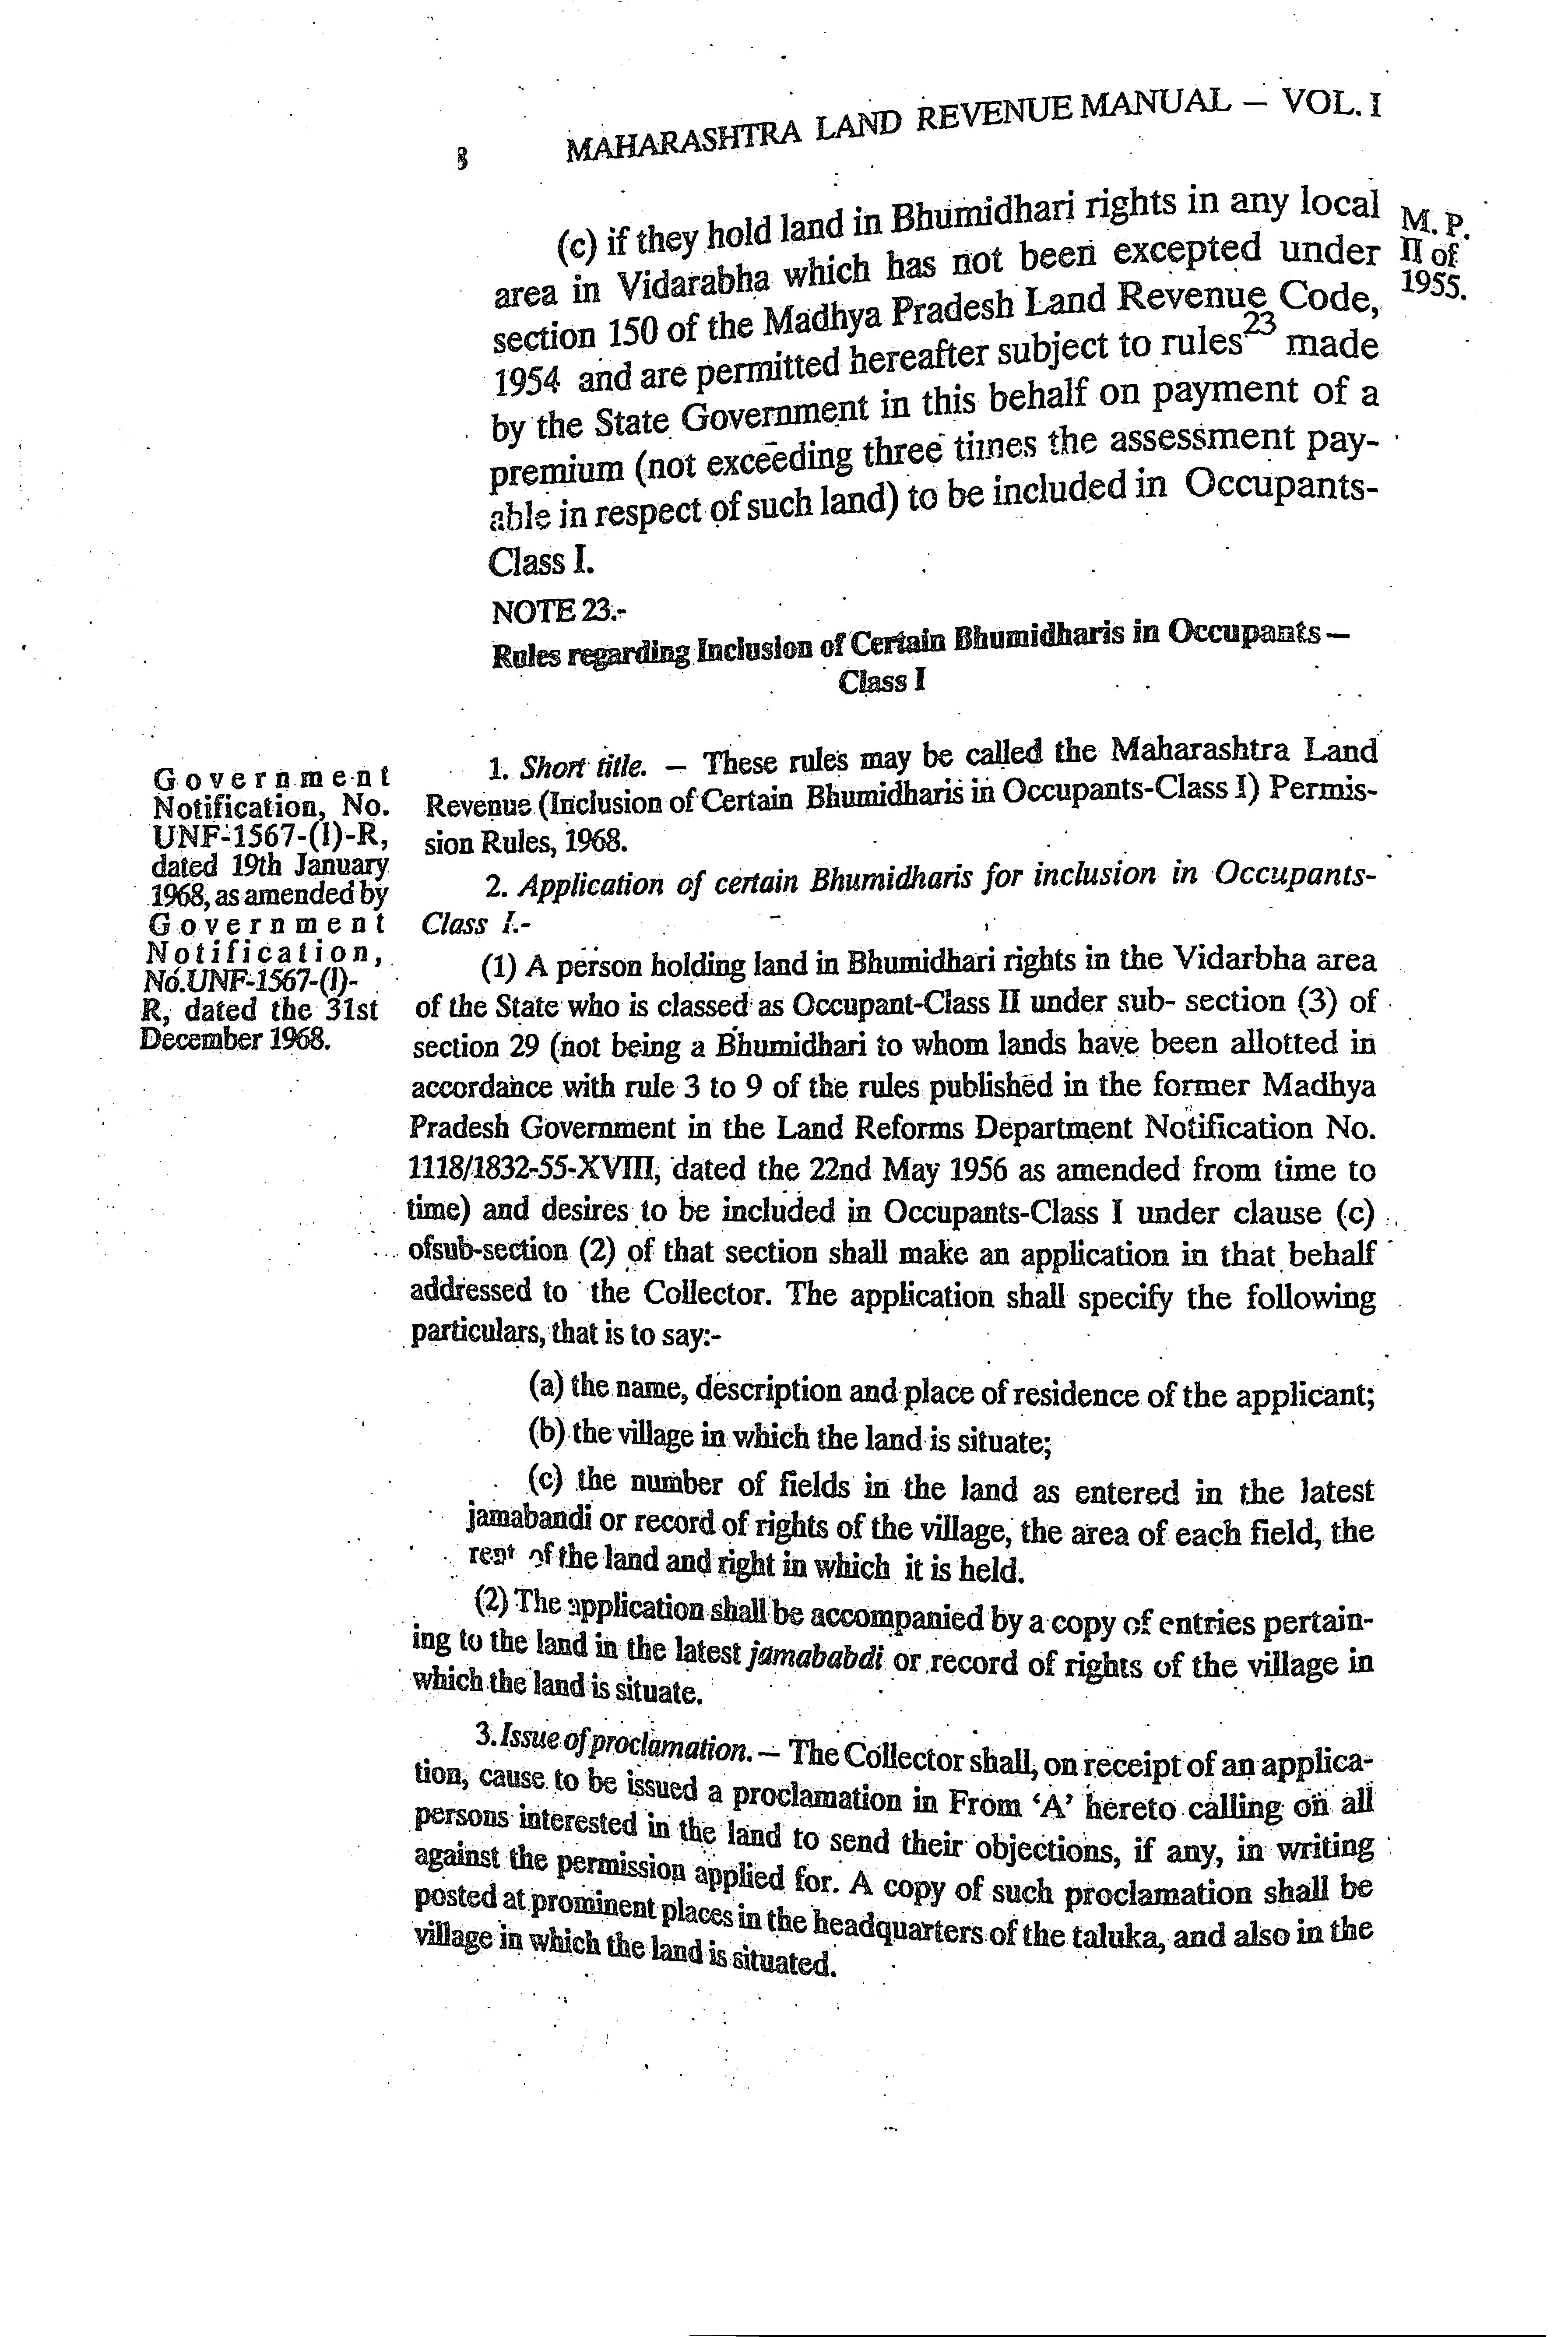 8 MAHARASHTRA LAND REVENUE MANUAL – VOL. I
(c) if they hold land in Bhumidhari rights in any local
area in Vidarabha which has not been excepted under
section 150 of the Madhya Pradesh Land Revenue Code,
1954 and are permitted hereafter subject to rules23 made
by the State Government in this behalf on payment of a
premium (not exceeding three times the assessment pay-
able in respect of such land) to be included in Occupants-
Class I.
M. P.
II of
1955.
NOTE 23.-
Rules regarding Inclusion of Certain Bhumidharis in Occupants –
Class I
Government
Notification, No.
UNF-1567-(I)-R,
dated 19th January
1968, as amended by
Government
Notification,
No.UNF-1567-(I)-
R, dated the 31st
December 1968.
1. Short title. – These rules may be called the Maharashtra Land
Revenue (Inclusion of Certain Bhumidharis in Occupants-Class I) Permis-
sion Rules, 1968.
2. Application of certain Bhumidharis for inclusion in Occupants-
Class I.-
(1) A person holding land in Bhumidhari rights in the Vidarbha area
of the State who is classed as Occupant-Class II under sub- section (3) of
section 29 (not being a Bhumidhari to whom lands have been allotted in
accordance with rule 3 to 9 of the rules published in the former Madhya
Pradesh Government in the Land Reforms Department Notification No.
1118/1832-55-XVIII, dated the 22nd May 1956 as amended from time to
time) and desires to be included in Occupants-Class I under clause (c)
ofsub-section (2) of that section shall make an application in that behalf
addressed to the Collector. The application shall specify the following
particulars, that is to say:-
(a) the name, description and place of residence of the applicant;
(b) the village in which the land is situate;
(c) the number of fields in the land as entered in the latest
jamabandi or record of rights of the village, the area of each field, the
rent of the land and right in which it is held.
(2) The application shall be accompanied by a copy of entries pertain-
ing to the land in the latest jamababdi or record of rights of the village in
which the land is situate.
3. Issue of proclamation. – The Collector shall, on receipt of an applica-
tion, cause to be issued a proclamation in From ‘A’ hereto calling on all
persons interested in the land to send their objections, if any, in writing
against the permission applied for. A copy of such proclamation shall be
posted at prominent places in the headquarters of the taluka, and also in the
village in which the land is situated.